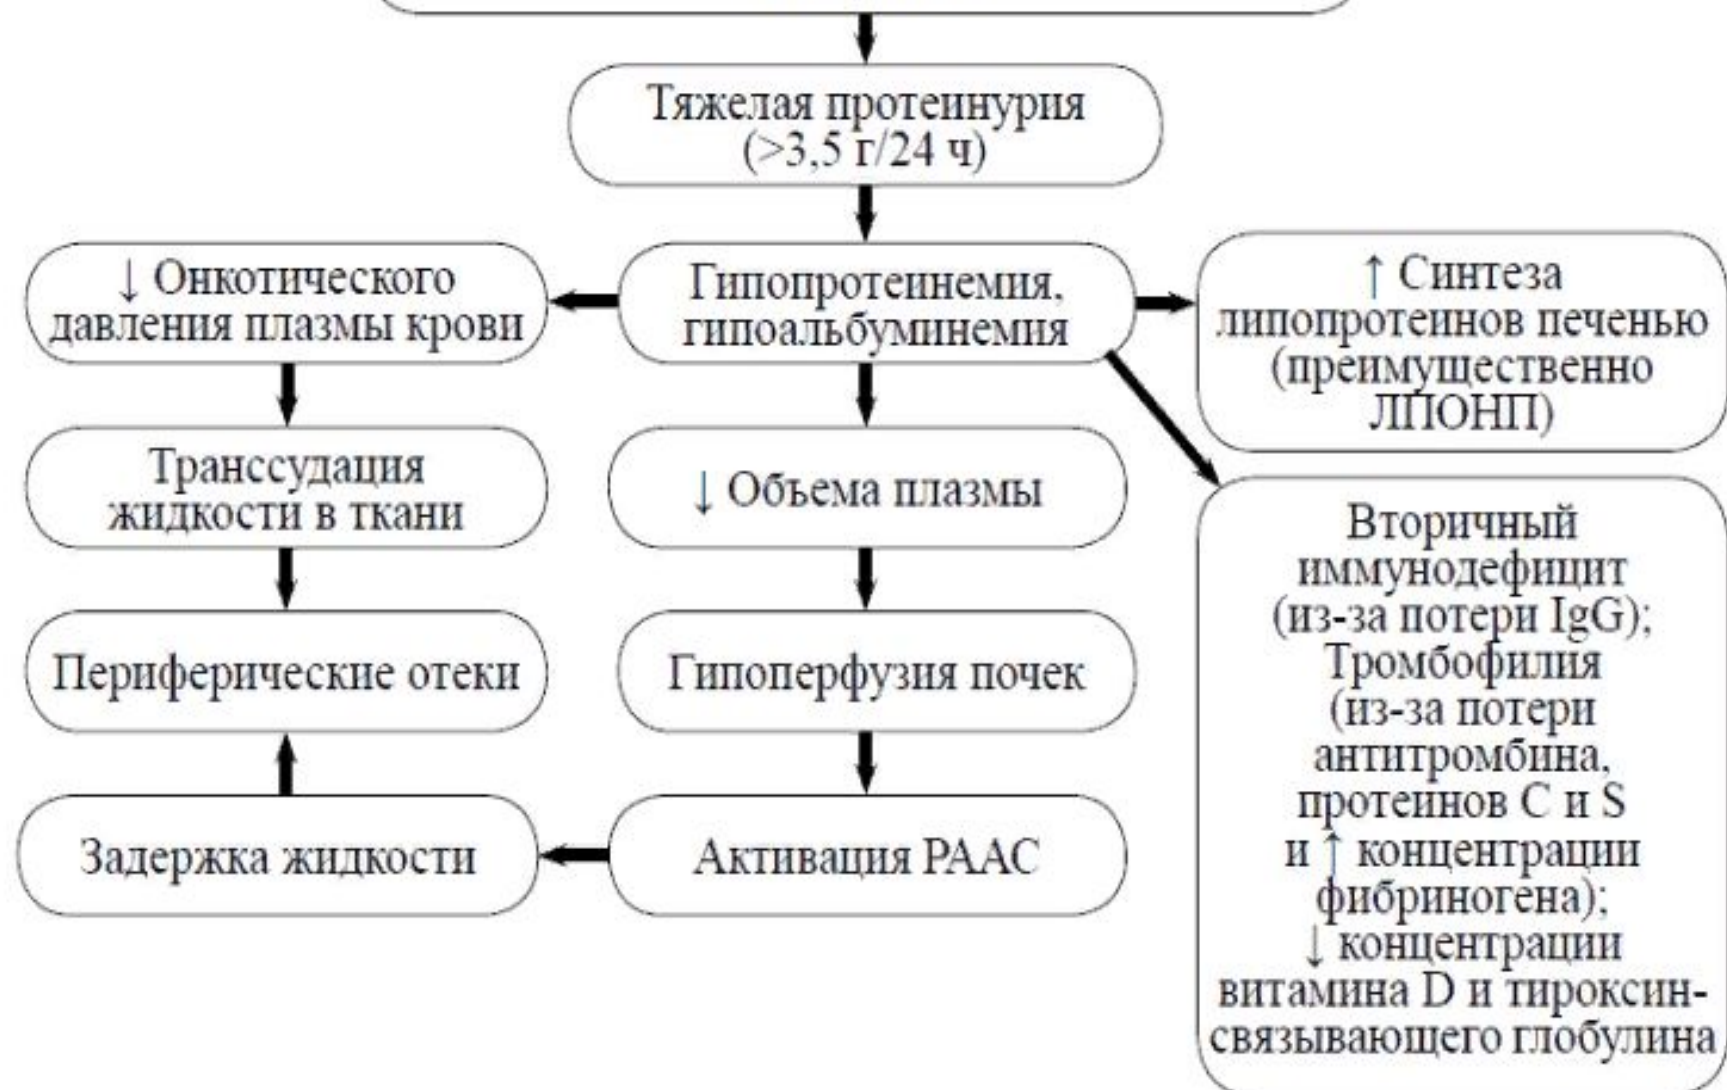 Тяжелая протеинурия
(>3,5 г/24 ч)
↓ Онкотического
давления плазмы крови
Гипопротеинемия,
гипоальбуминемия
↑ Синтеза
липопротеинов печенью
(преимущественно
ЛПОНП)
Транссудация
жидкости в ткани
↓ Объема плазмы
Вторичный
иммунодефицит
(из-за потери IgG);
Тромбофилия
(из-за потери
антитромбина,
протеинов C и S
и ↑ концентрации
фибриногена);
↓ концентрации
витамина D и тироксин-
связывающего глобулина
Периферические отеки
Гипоперфузия почек
Задержка жидкости
Активация РААС